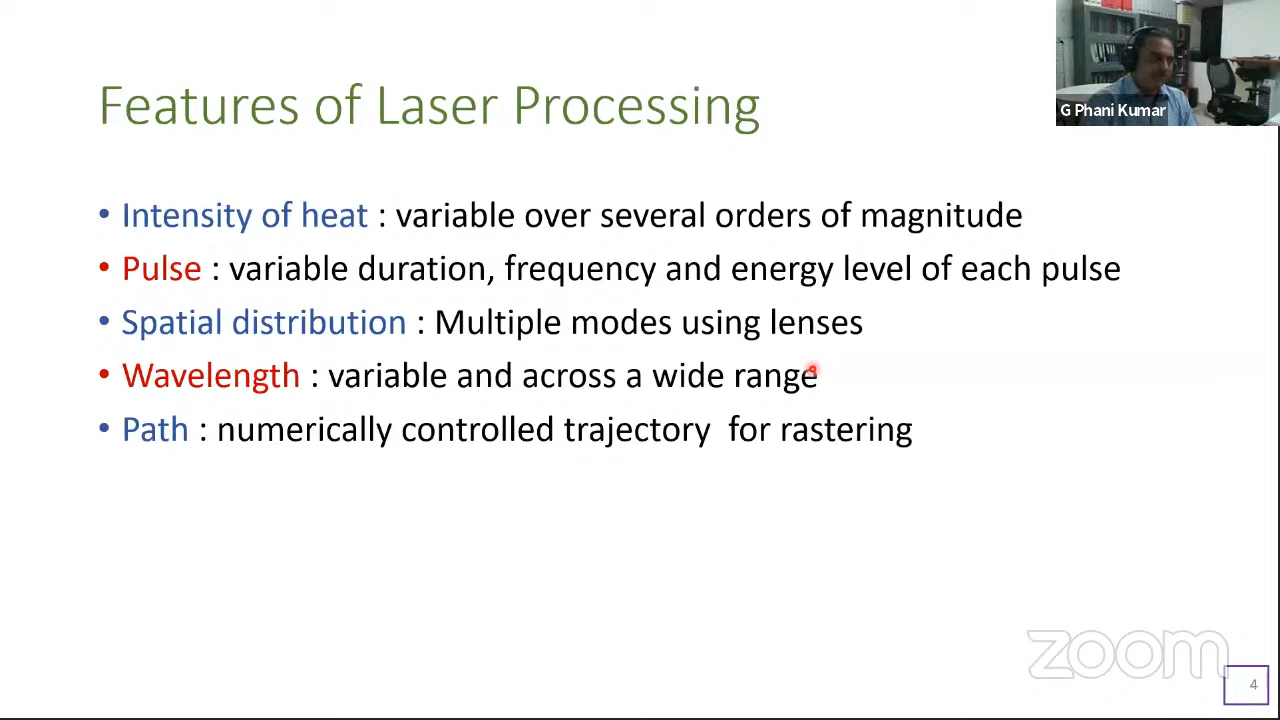 Features of Laser Processing
G Phani Kumar
• Intensity of heat : variable over several orders of magnitude
• Pulse : variable duration, frequency and energy level of each pulse
• Spatial distribution : Multiple modes using lenses
• Wavelength : variable and across a wide range
• Path : numerically controlled trajectory  for rastering
zoom
4